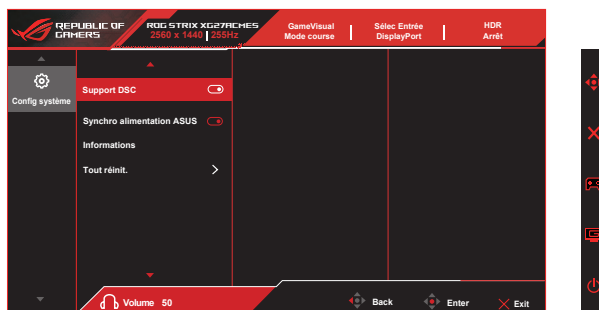 REPUBLIC OF
GAMERS
ROG STRIX XG27ACMES
2560 x 1440 255Hz
GameVisual
Mode course
Sélec Entrée
DisplayPort
HDR
Arrêt
Config système
Support DSC
Synchro alimentation ASUS
Informations
Tout réinit.
Volume 50
Back
Enter
Exit